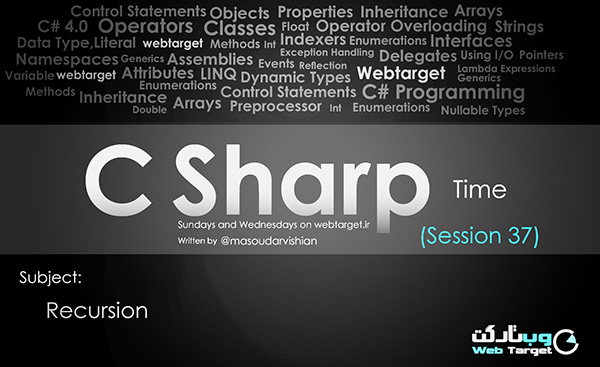 Control Statements Objects Properties Inheritance Arrays
C# 4.0 Operators Classes Float Operator Overloading Strings
Data Type,Literal webtarget Methods Int Indexers Enumerations Interfaces
Namespaces Generics Assemblies Events Exception Handling Delegates Using I/O Pointers
Variable webtarget Attributes LINQ Dynamic Types Reflection Webtarget Lambda Expressions Generics
Methods Inheritance Enumerations Control Statements C# Programming
Double Arrays Preprocessor Int Enumerations Nullable Types
C Sharp Time
Sundays and Wednesdays on webtarget.ir
Written by @masoudarvishian
(Session 37)
Subject:
Recursion
وب تارگت
Web Target